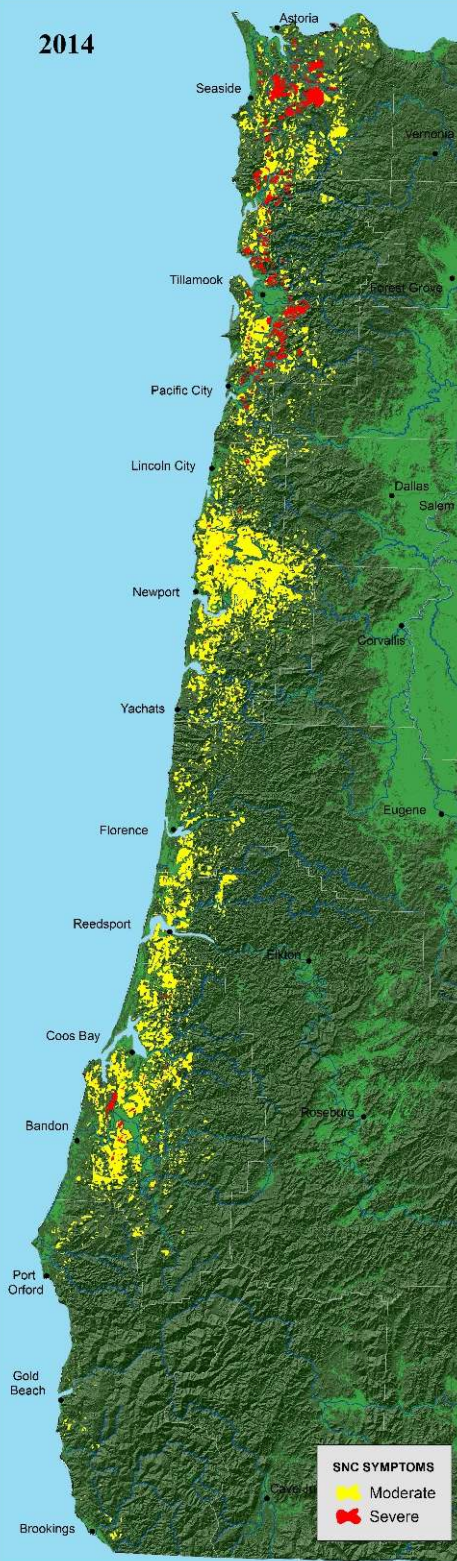 2014
Astoria
Seaside
Vernonia
Tillamook
Forest Grove
Pacific City
Lincoln City
Dallas
Salem
Newport
Corvallis
Yachats
Eugene
Florence
Reedsport
Elkton
Coos Bay
Roseburg
Bandon
Port
Orford
Gold
Beach
SNC SYMPTOMS
Moderate
Severe
Brookings